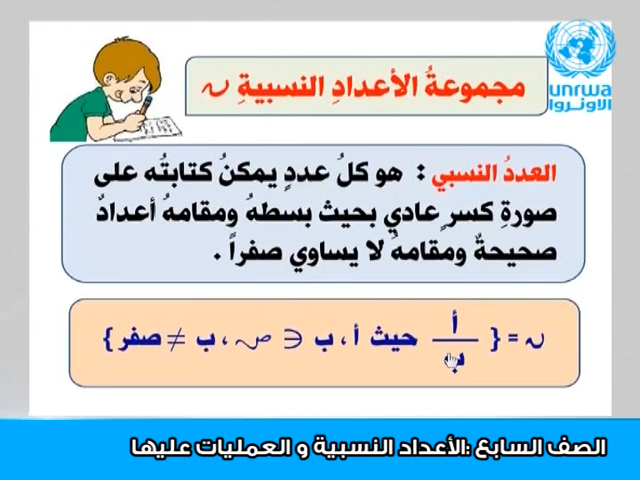 unrwa
الاونروا
مجموعةُ الأعدادِ النسبيةِ ن
العددُ النسبي : هو كلُ عددٍ يمكنُ كتابتُه على
صورةِ كسرٍ عادي بحيث بسطهُ ومقامهُ أعدادٌ
صحيحةٌ ومقامهُ لا يساوي صفراً .
ن = { أ / ب حيث أ ، ب ∈ ص ، ب ≠ صفر }
الصف السابع :الأعداد النسبية و العمليات عليها